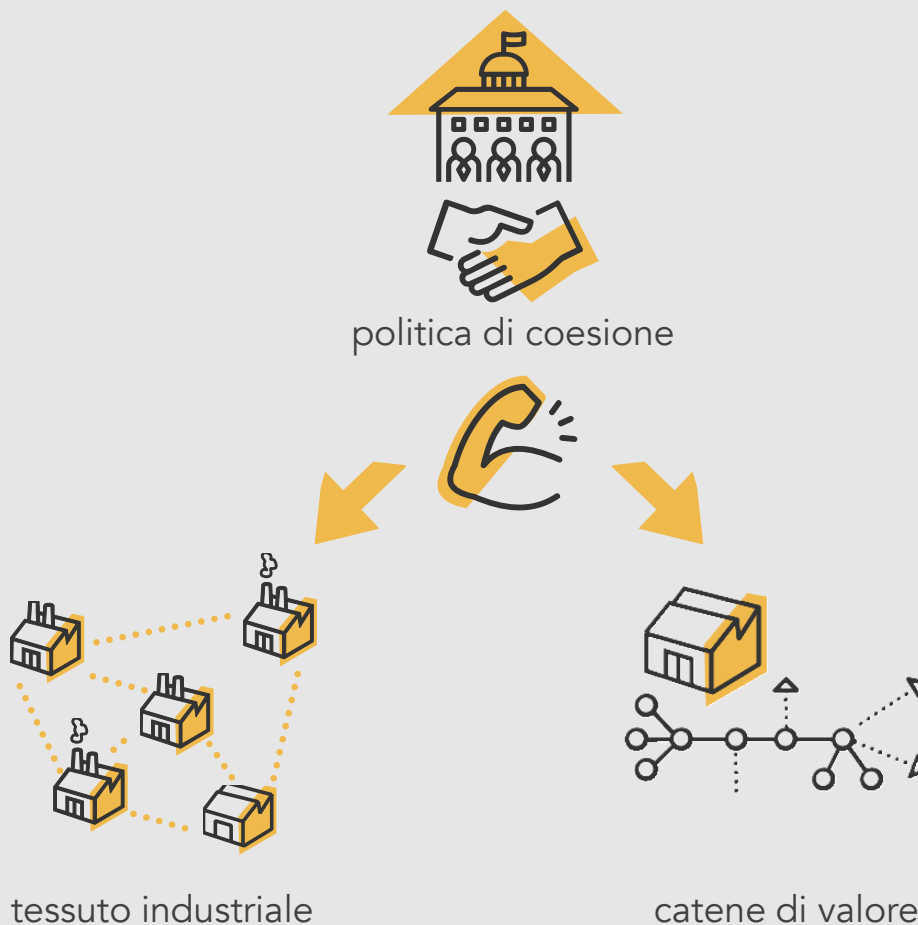 politica di coesione
tessuto industriale
catene di valore